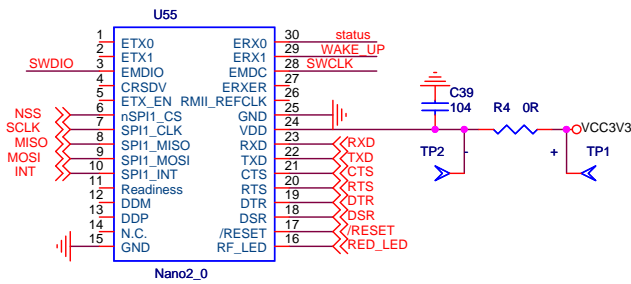 U55
1 ETX0 ERX0 30 status
2 ETX1 ERX1 29 WAKE_UP
SWDIO 3 EMDIO EMDC 28 SWCLK
4 CRSDV ERXER 27
5 ETX_EN RMII_REFCLK 26
NSS 6 nSPI1_CS GND 25
SCLK 7 SPI1_CLK VDD 24
MISO 8 SPI1_MISO RXD 23 RXD
MOSI 9 SPI1_MOSI TXD 22 TXD
INT 10 SPI1_INT CTS 21 CTS
11 Readiness RTS 20 RTS
12 DDM DTR 19 DTR
13 DDP DSR 18 DSR
14 N.C. /RESET 17 /RESET
15 GND RF_LED 16 RED_LED
Nano2_0
C39
104
R4 0R
VCC3V3
TP2 - + TP1